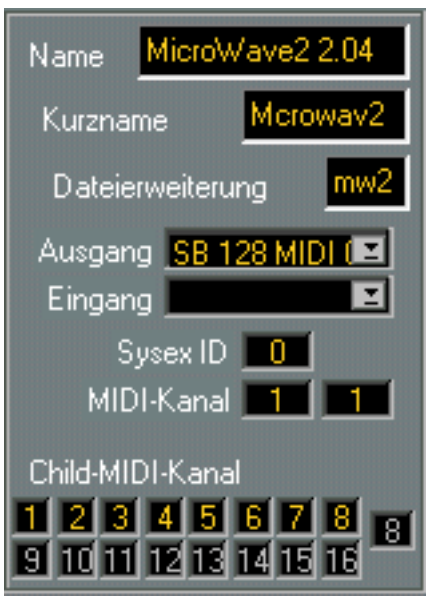 Name MicroWave2 2.04
Kurzname Mcrowav2
Dateierweiterung mw2
Ausgang SB 128 MIDI
Eingang
Sysex ID 0
MIDI-Kanal 1 1
Child-MIDI-Kanal
1 2 3 4 5 6 7 8 8
9 10 11 12 13 14 15 16